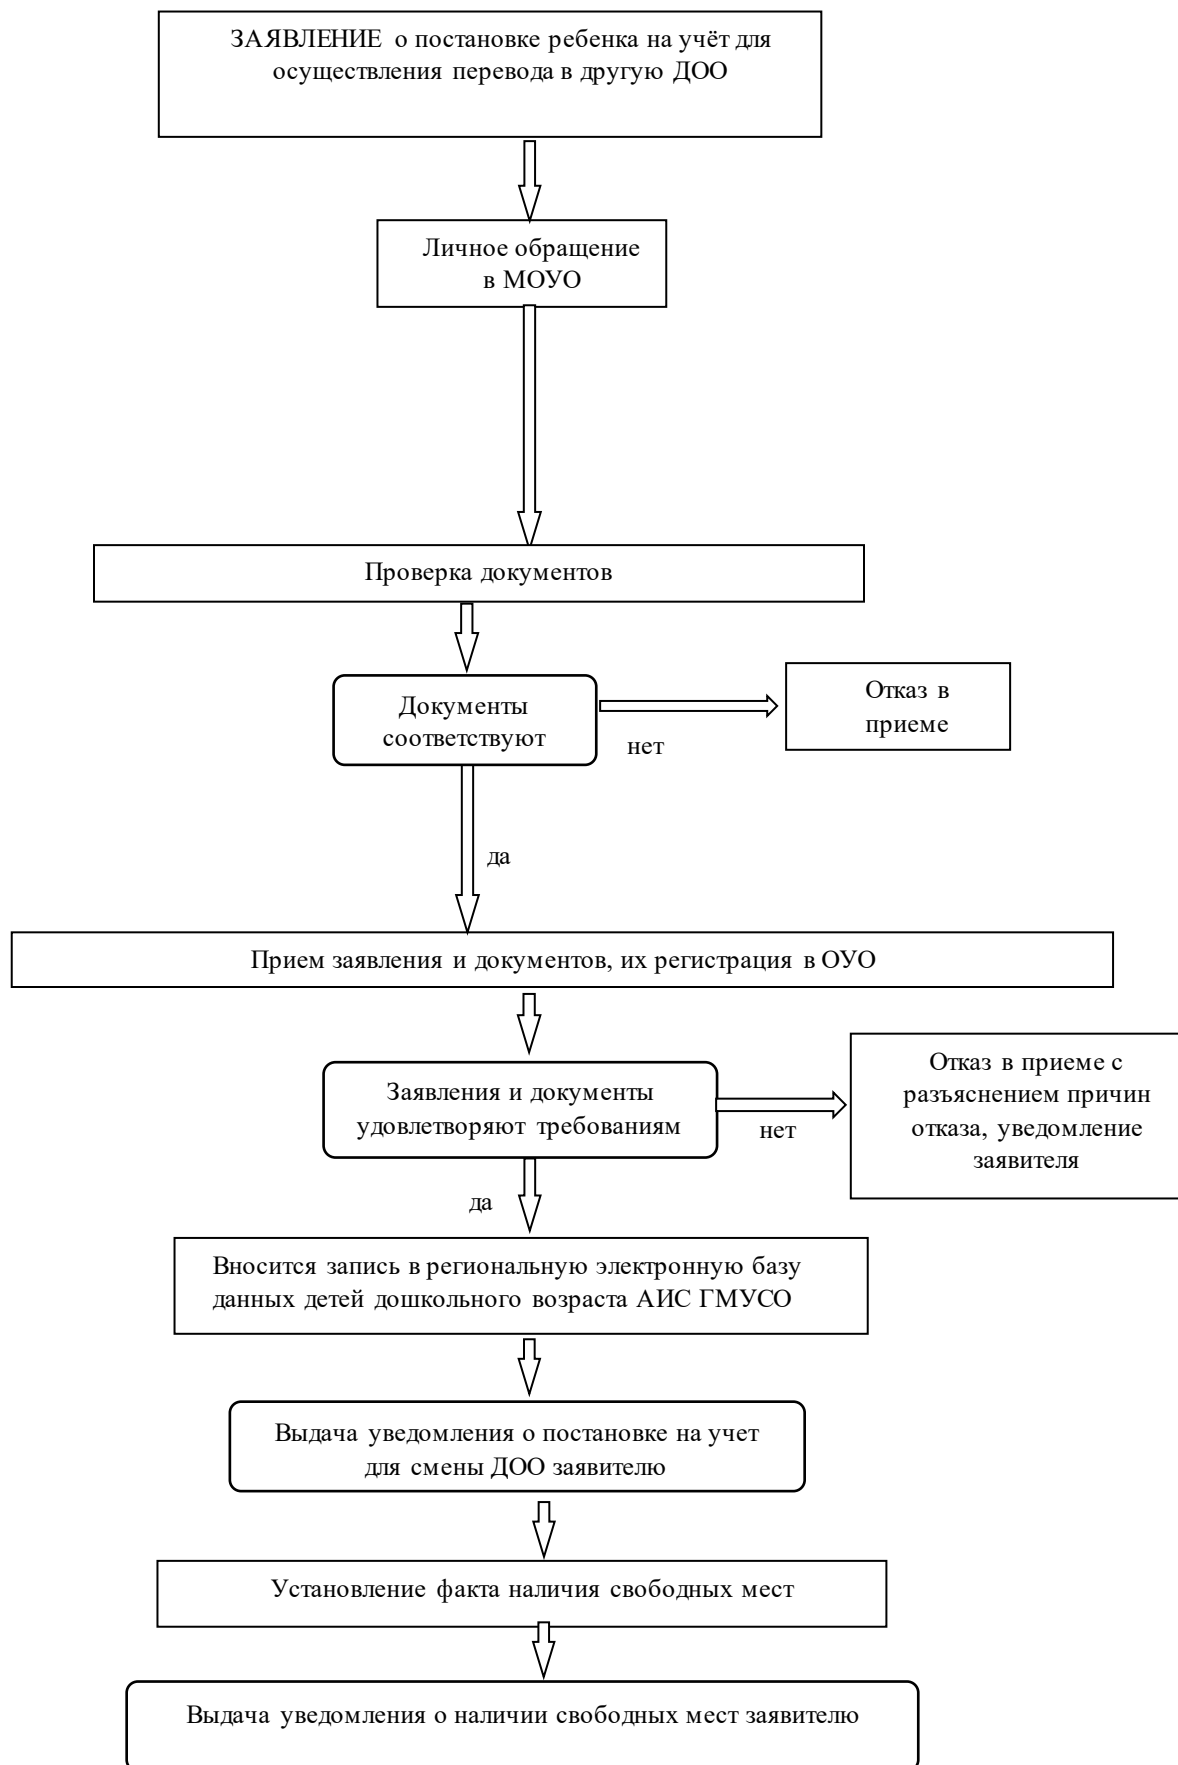 ЗАЯВЛЕНИЕ о постановке ребенка на учёт для
осуществления перевода в другую ДОО
Личное обращение
в МОУО
Проверка документов
Документы
соответствуют
нет
Отказ в
приеме
да
Прием заявления и документов, их регистрация в ОУО
Заявления и документы
удовлетворяют требованиям
нет
Отказ в приеме с
разъяснением причин
отказа, уведомление
заявителя
да
Вносится запись в региональную электронную базу
данных детей дошкольного возраста АИС ГМУСО
Выдача уведомления о постановке на учет
для смены ДОО заявителю
Установление факта наличия свободных мест
Выдача уведомления о наличии свободных мест заявителю